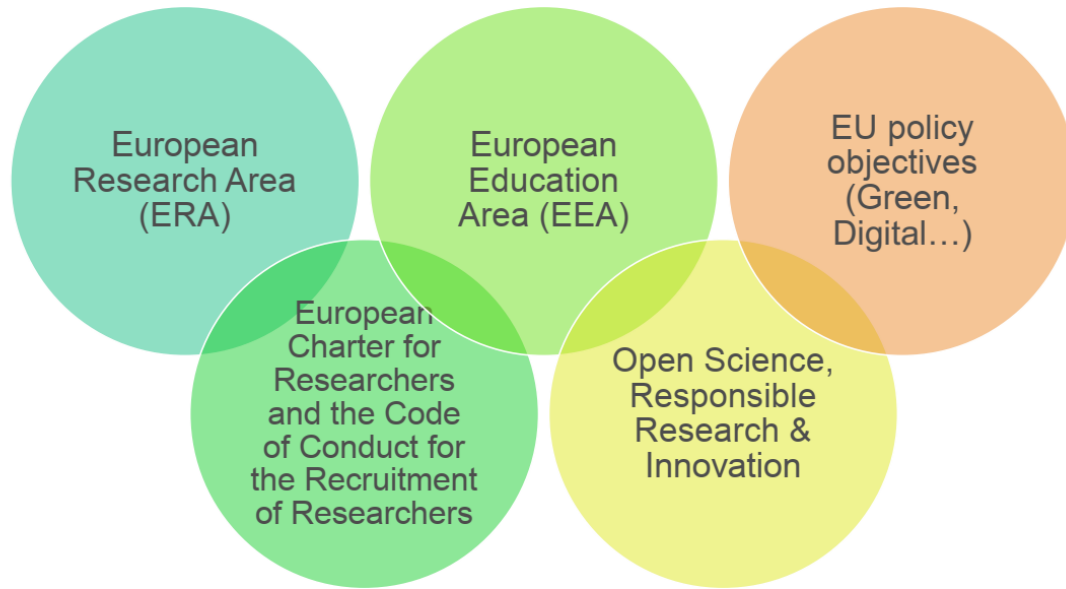 European
Research Area
(ERA)
European
Education
Area (EEA)
EU policy
objectives
(Green,
Digital…)
European
Charter for
Researchers
and the Code
of Conduct for
the Recruitment
of Researchers
Open Science,
Responsible
Research &
Innovation